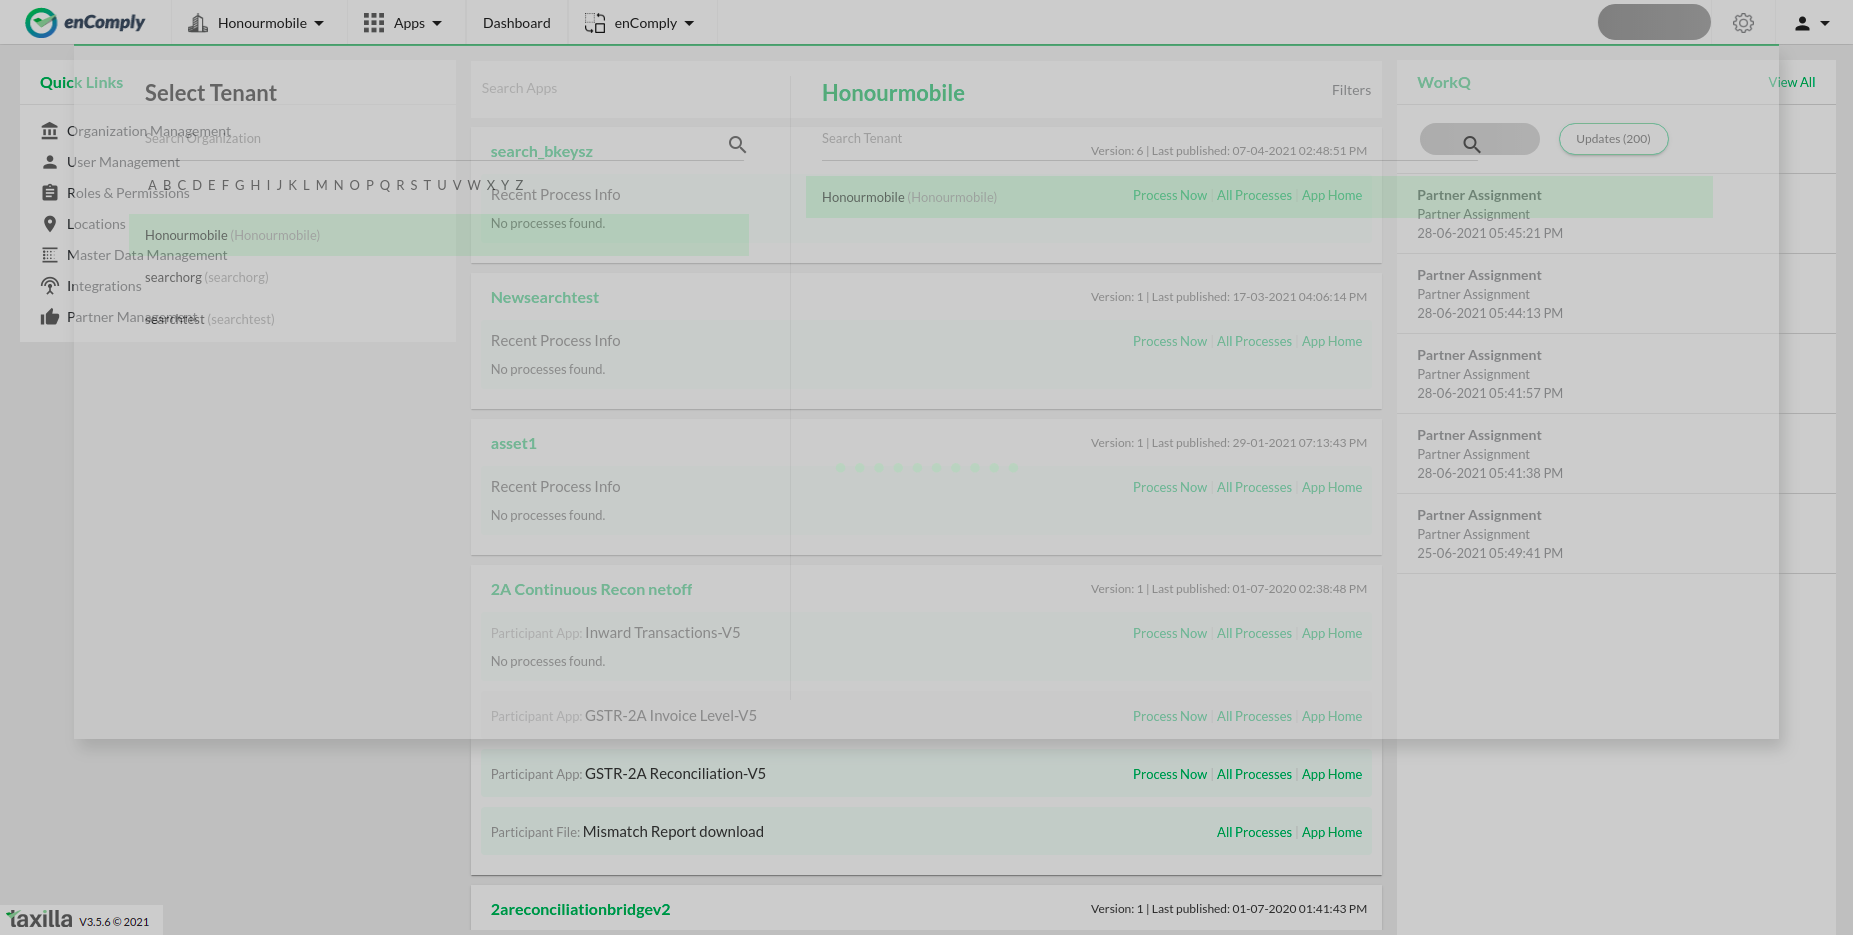 enComply
Honourmobile
Apps
Dashboard
enComply
Quick Links
Organization Management
User Management
Roles & Permissions
Locations
Master Data Management
Integrations
Partner Management
Select Tenant
Search Organization
A B C D E F G H I J K L M N O P Q R S T U V W X Y Z
Honourmobile (Honourmobile)
searchorg (searchorg)
searchtest (searchtest)
Honourmobile
Search Tenant
Honourmobile (Honourmobile)
Search Apps
Filters
search_bkeysz
Version: 6 | Last published: 07-04-2021 02:48:51 PM
Recent Process Info
Process Now | All Processes | App Home
No processes found.
Newsearchtest
Version: 1 | Last published: 17-03-2021 04:06:14 PM
Recent Process Info
Process Now | All Processes | App Home
No processes found.
asset1
Version: 1 | Last published: 29-01-2021 07:13:43 PM
Recent Process Info
Process Now | All Processes | App Home
No processes found.
2A Continuous Recon netoff
Version: 1 | Last published: 01-07-2020 02:38:48 PM
Participant App: Inward Transactions-V5
Process Now | All Processes | App Home
No processes found.
Participant App: GSTR-2A Invoice Level-V5
Process Now | All Processes | App Home
Participant App: GSTR-2A Reconciliation-V5
Process Now | All Processes | App Home
Participant File: Mismatch Report download
All Processes | App Home
2areconciliationbridgev2
Version: 1 | Last published: 01-07-2020 01:41:43 PM
WorkQ
View All
Updates (200)
Partner Assignment
Partner Assignment
28-06-2021 05:45:21 PM
Partner Assignment
Partner Assignment
28-06-2021 05:44:13 PM
Partner Assignment
Partner Assignment
28-06-2021 05:41:57 PM
Partner Assignment
Partner Assignment
28-06-2021 05:41:38 PM
Partner Assignment
Partner Assignment
25-06-2021 05:49:41 PM
taxilla V3.5.6 © 2021